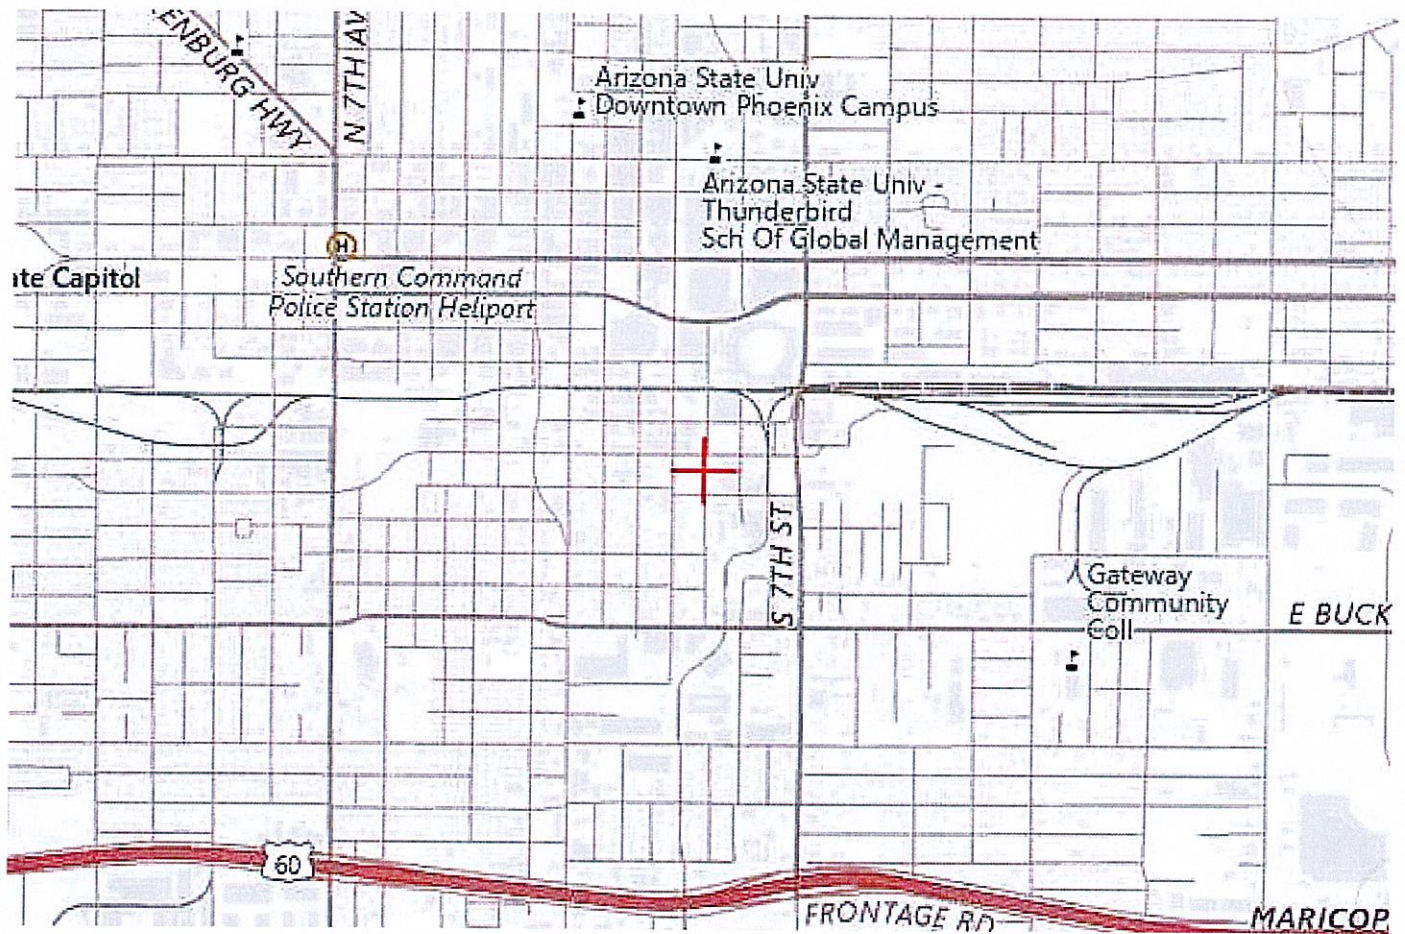 ENBURG HWY
N 7TH AV
Arizona State Univ
Downtown Phoenix Campus
Arizona State Univ -
Thunderbird
Sch Of Global Management
H
ate Capitol
Southern Command
Police Station Heliport
S 7TH ST
Gateway
Community
Coll
E BUCK
60
FRONTAGE RD
MARICOP